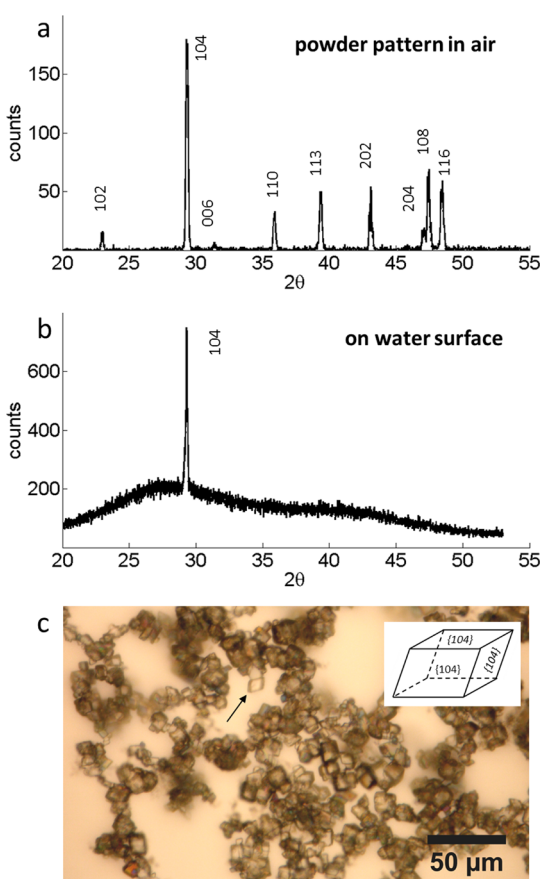 a
powder pattern in air
counts
150
100
50
102
104
006
110
113
202
204
108
116
20 25 30 35 40 45 50 55
2θ
b
on water surface
counts
600
400
200
104
20 25 30 35 40 45 50 55
2θ
c
{104}
{104}
{104}
50 µm